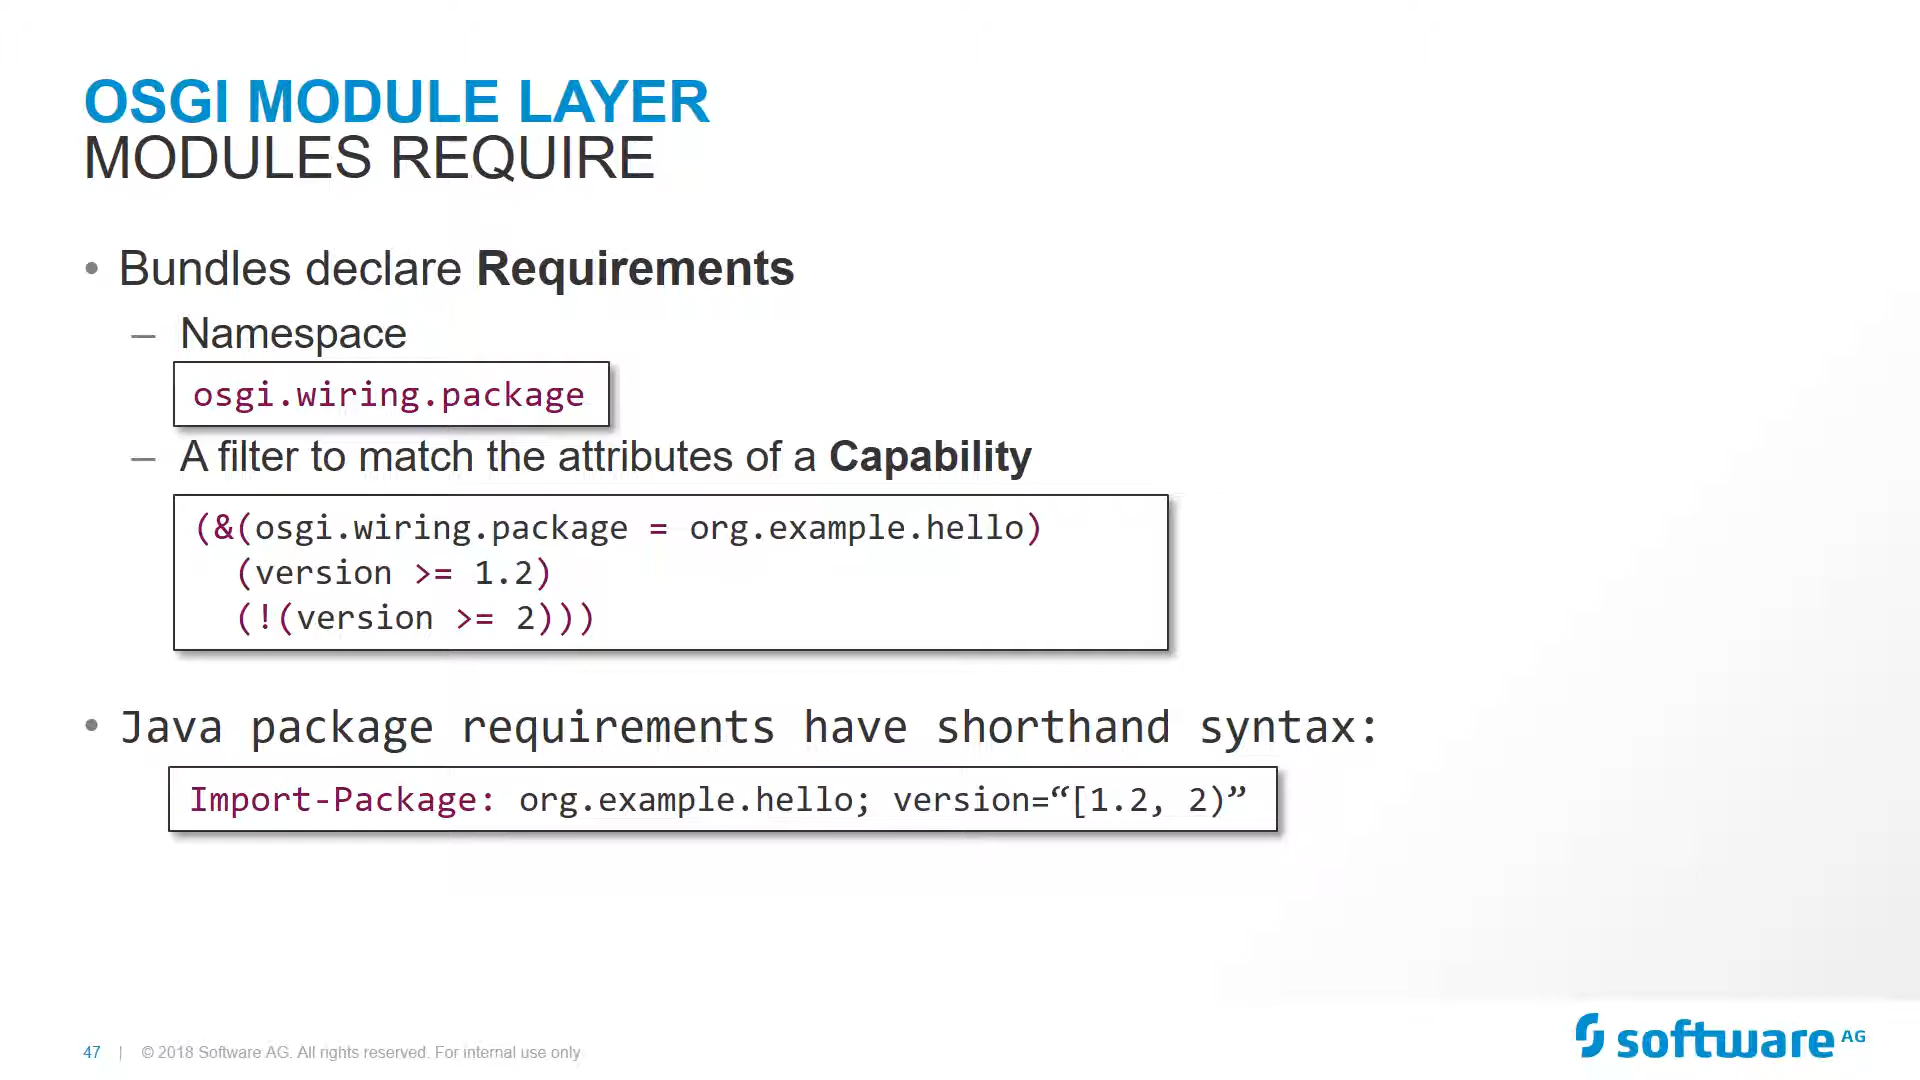 OSGI MODULE LAYER
MODULES REQUIRE
• Bundles declare Requirements
– Namespace
osgi.wiring.package
– A filter to match the attributes of a Capability
(&(osgi.wiring.package = org.example.hello)
(version >= 1.2)
(!(version >= 2)))
• Java package requirements have shorthand syntax:
Import-Package: org.example.hello; version=“[1.2, 2)”
47 | © 2018 Software AG. All rights reserved. For internal use only
software AG